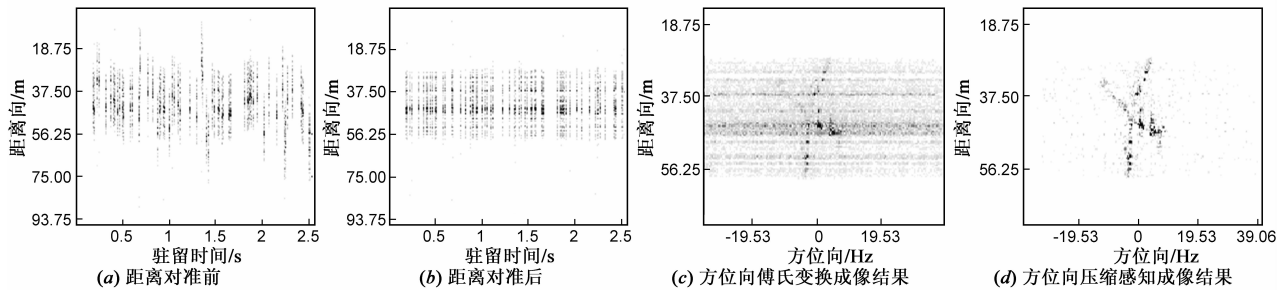 18.75
37.50
56.25
75.00
93.75
距离向/m
0.5 1 1.5 2 2.5
驻留时间/s
(a) 距离对准前
18.75
37.50
56.25
75.00
93.75
距离向/m
0.5 1 1.5 2 2.5
驻留时间/s
(b) 距离对准后
18.75
37.50
56.25
距离向/m
-19.53 0 19.53
方位向/Hz
(c) 方位向傅氏变换成像结果
18.75
37.50
56.25
距离向/m
-19.53 0 19.53 39.06
方位向/Hz
(d) 方位向压缩感知成像结果